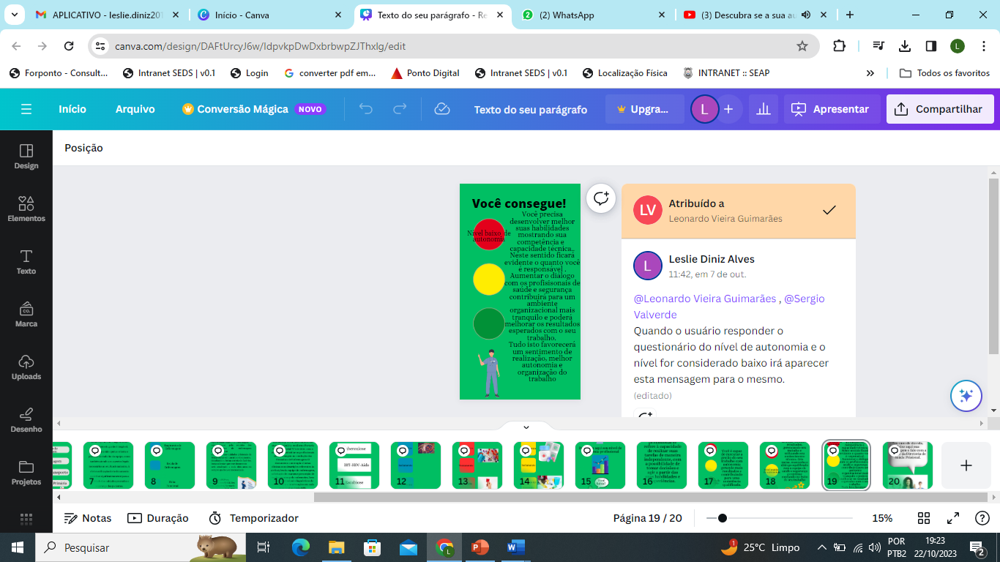 APLICATIVO - leslie.diniz201
Início - Canva
Texto do seu parágrafo - Re
(2) WhatsApp
(3) Descubra se a sua au
canva.com/design/DAFtUrcyJ6w/IdpvkpDwDxbrbwpZJThxlg/edit
L
Forponto - Consult...
Intranet SEDS | v0.1
Login
converter pdf em...
Ponto Digital
Intranet SEDS | v0.1
Localização Física
INTRANET :: SEAP
Todos os favoritos
Início
Arquivo
Conversão Mágica NOVO
Texto do seu parágrafo
Upgra...
L
Apresentar
Compartilhar
Design
Elementos
Texto
Marca
Uploads
Desenho
Projetos
Posição
Você consegue!
Nível baixo de
autonomia
Você precisa
desenvolver melhor
suas habilidades
mostrando sua
competência e
capacidade técnica..
Neste sentido ficará
evidente o quanto você
é responsável .
Aumentar o diálogo
com os profisisonais de
saúde e segurança
contribuirá para um
ambiente
organizacional mais
tranquilo e poderá
melhorar os resultados
esperados com o seu
trabalho.
Tudo isto favorecerá
um sentimento de
realização, melhor
autonomia e
organização do
trabalho
LV
Atribuído a
Leonardo Vieira Guimarães
L
Leslie Diniz Alves
11:42, em 7 de out.
@Leonardo Vieira Guimarães , @Sergio
Valverde
Quando o usuário responder o
questionário do nível de autonomia e o
nível for considerado baixo irá aparecer
esta mensagem para o mesmo.
(editado)
7
8
9
10
11
12
13
14
15
16
17
18
19
20
Notas
Duração
Temporizador
Página 19 / 20
15%
Pesquisar
25°C Limpo
POR
PTB2
19:23
22/10/2023
2